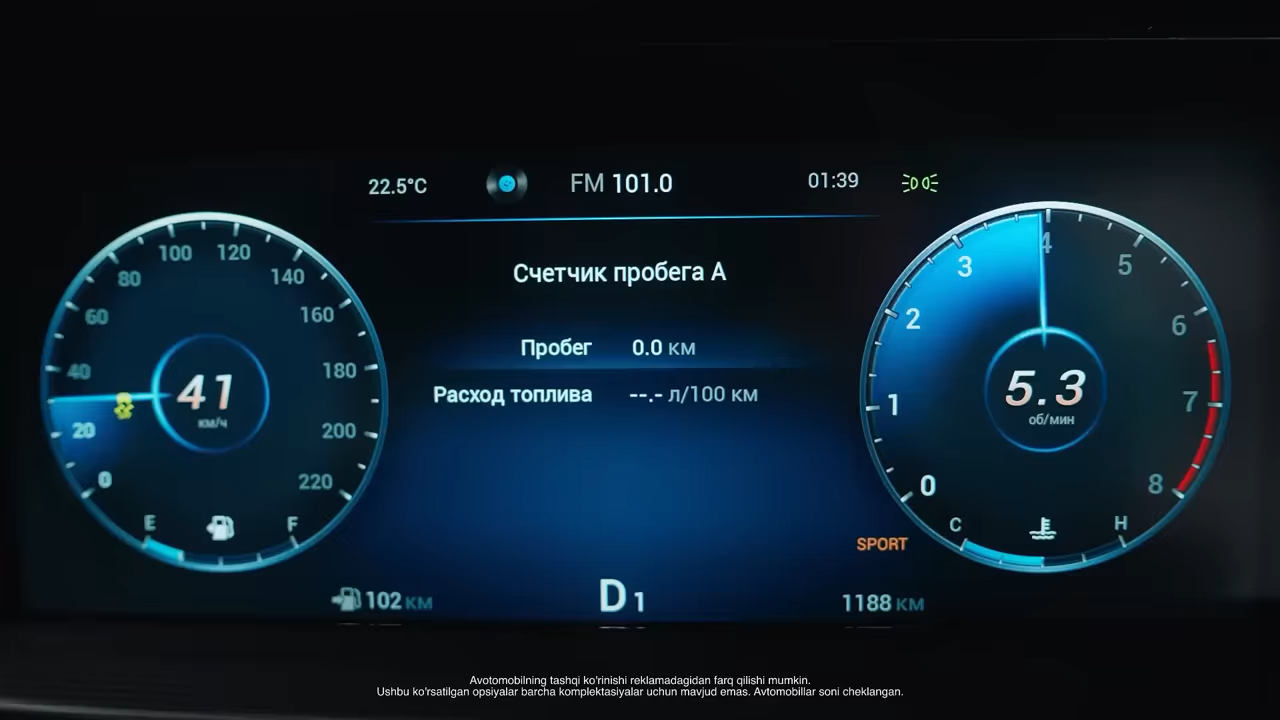 22.5°C FM 101.0 01:39
Счетчик пробега A
Пробег 0.0 км
Расход топлива --.- л/100 км
0 20 40 60 80 100 120 140 160 180 200 220
41
км/ч
E F
0 1 2 3 4 5 6 7 8
5.3
об/мин
C H
SPORT
102 км D 1 1188 км
Avotomobilning tashqi ko'rinishi reklamadagidan farq qilishi mumkin.
Ushbu ko'rsatilgan opsiyalar barcha komplektasiyalar uchun mavjud emas. Avtomobillar soni cheklangan.